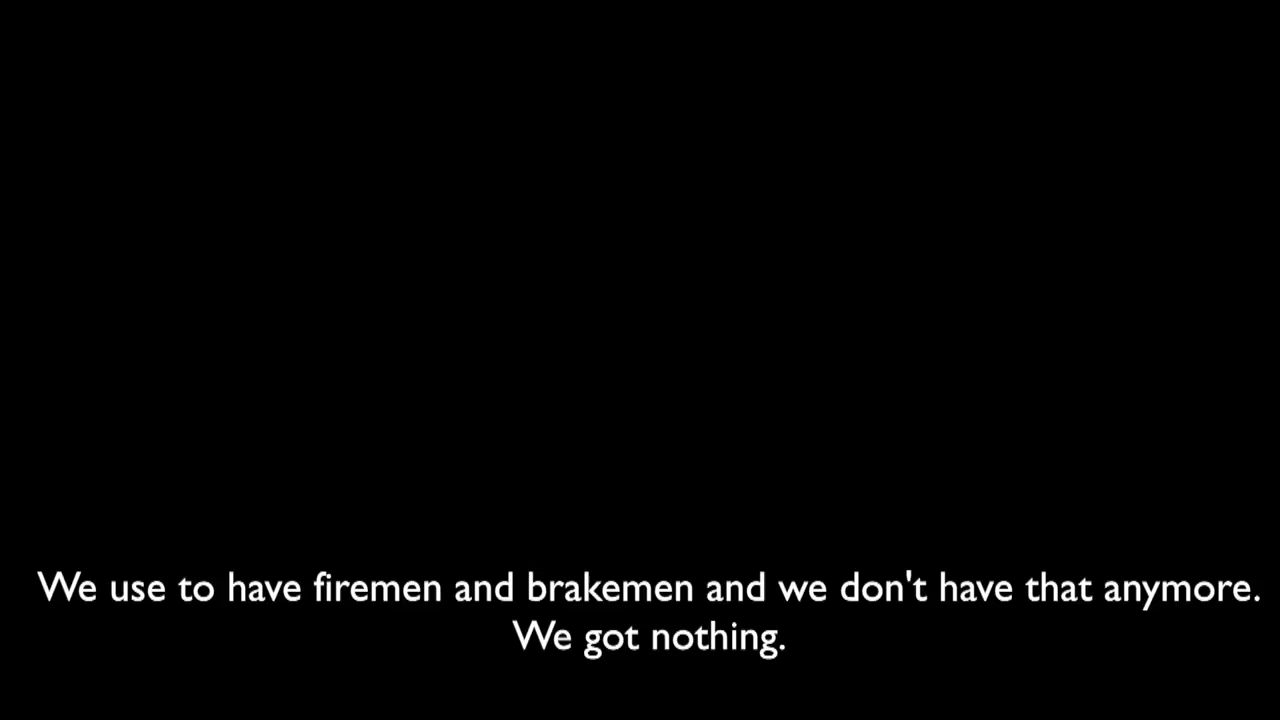 We use to have firemen and brakemen and we don't have that anymore.
We got nothing.